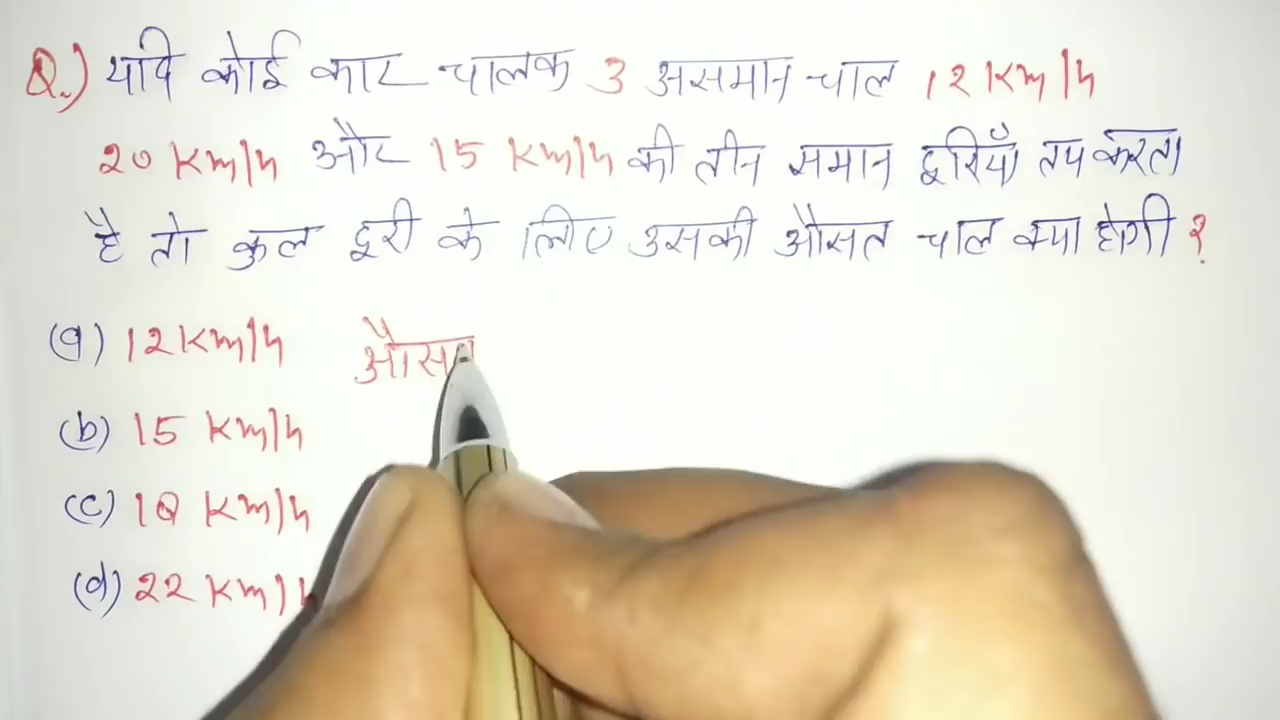 Q.) यदि कोई कार चालक 3 असमान चाल 12 Km/h
20 Km/h और 15 Km/h की तीन समान दूरियाँ तय करता
है तो कुल दूरी के लिए उसकी औसत चाल क्या होगी ?
(a) 12 Km/h
औसत
(b) 15 Km/h
(c) 18 Km/h
(d) 22 Km/h